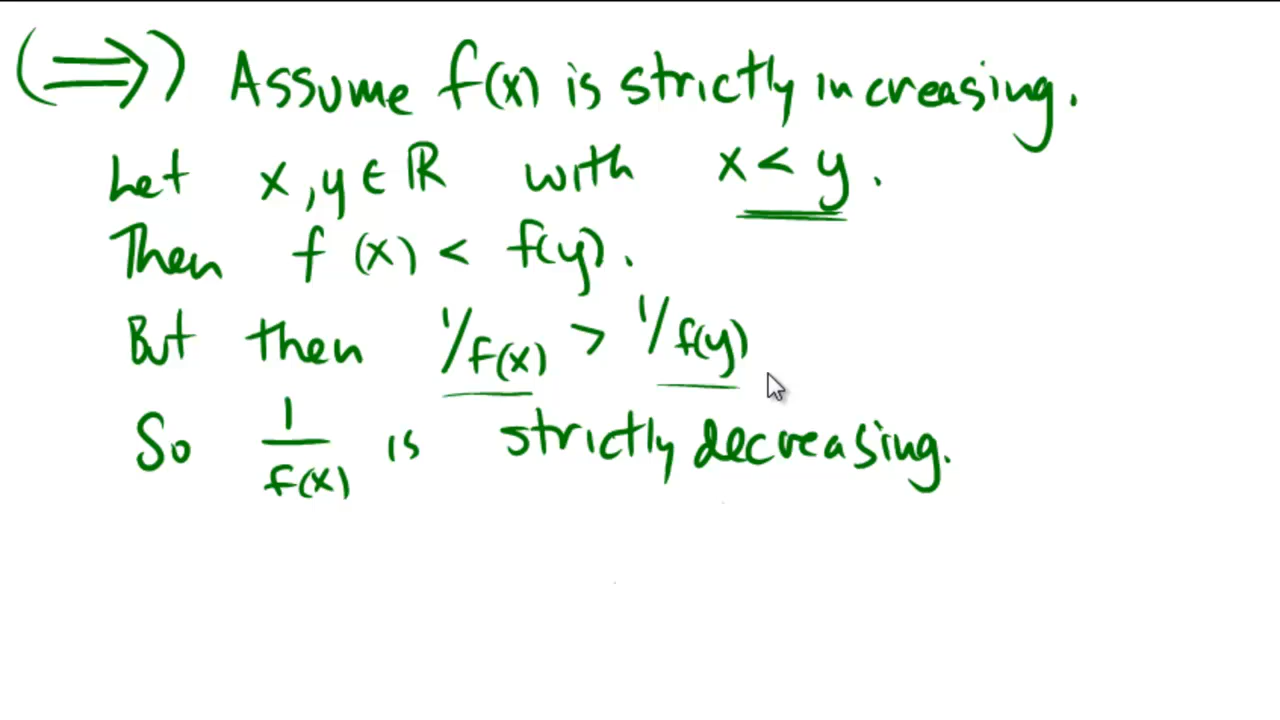 (⇒) Assume f(x) is strictly increasing.
Let x, y ∈ ℝ with x < y.
Then f(x) < f(y).
But then 1/f(x) > 1/f(y)
So 1/f(x) is strictly decreasing.